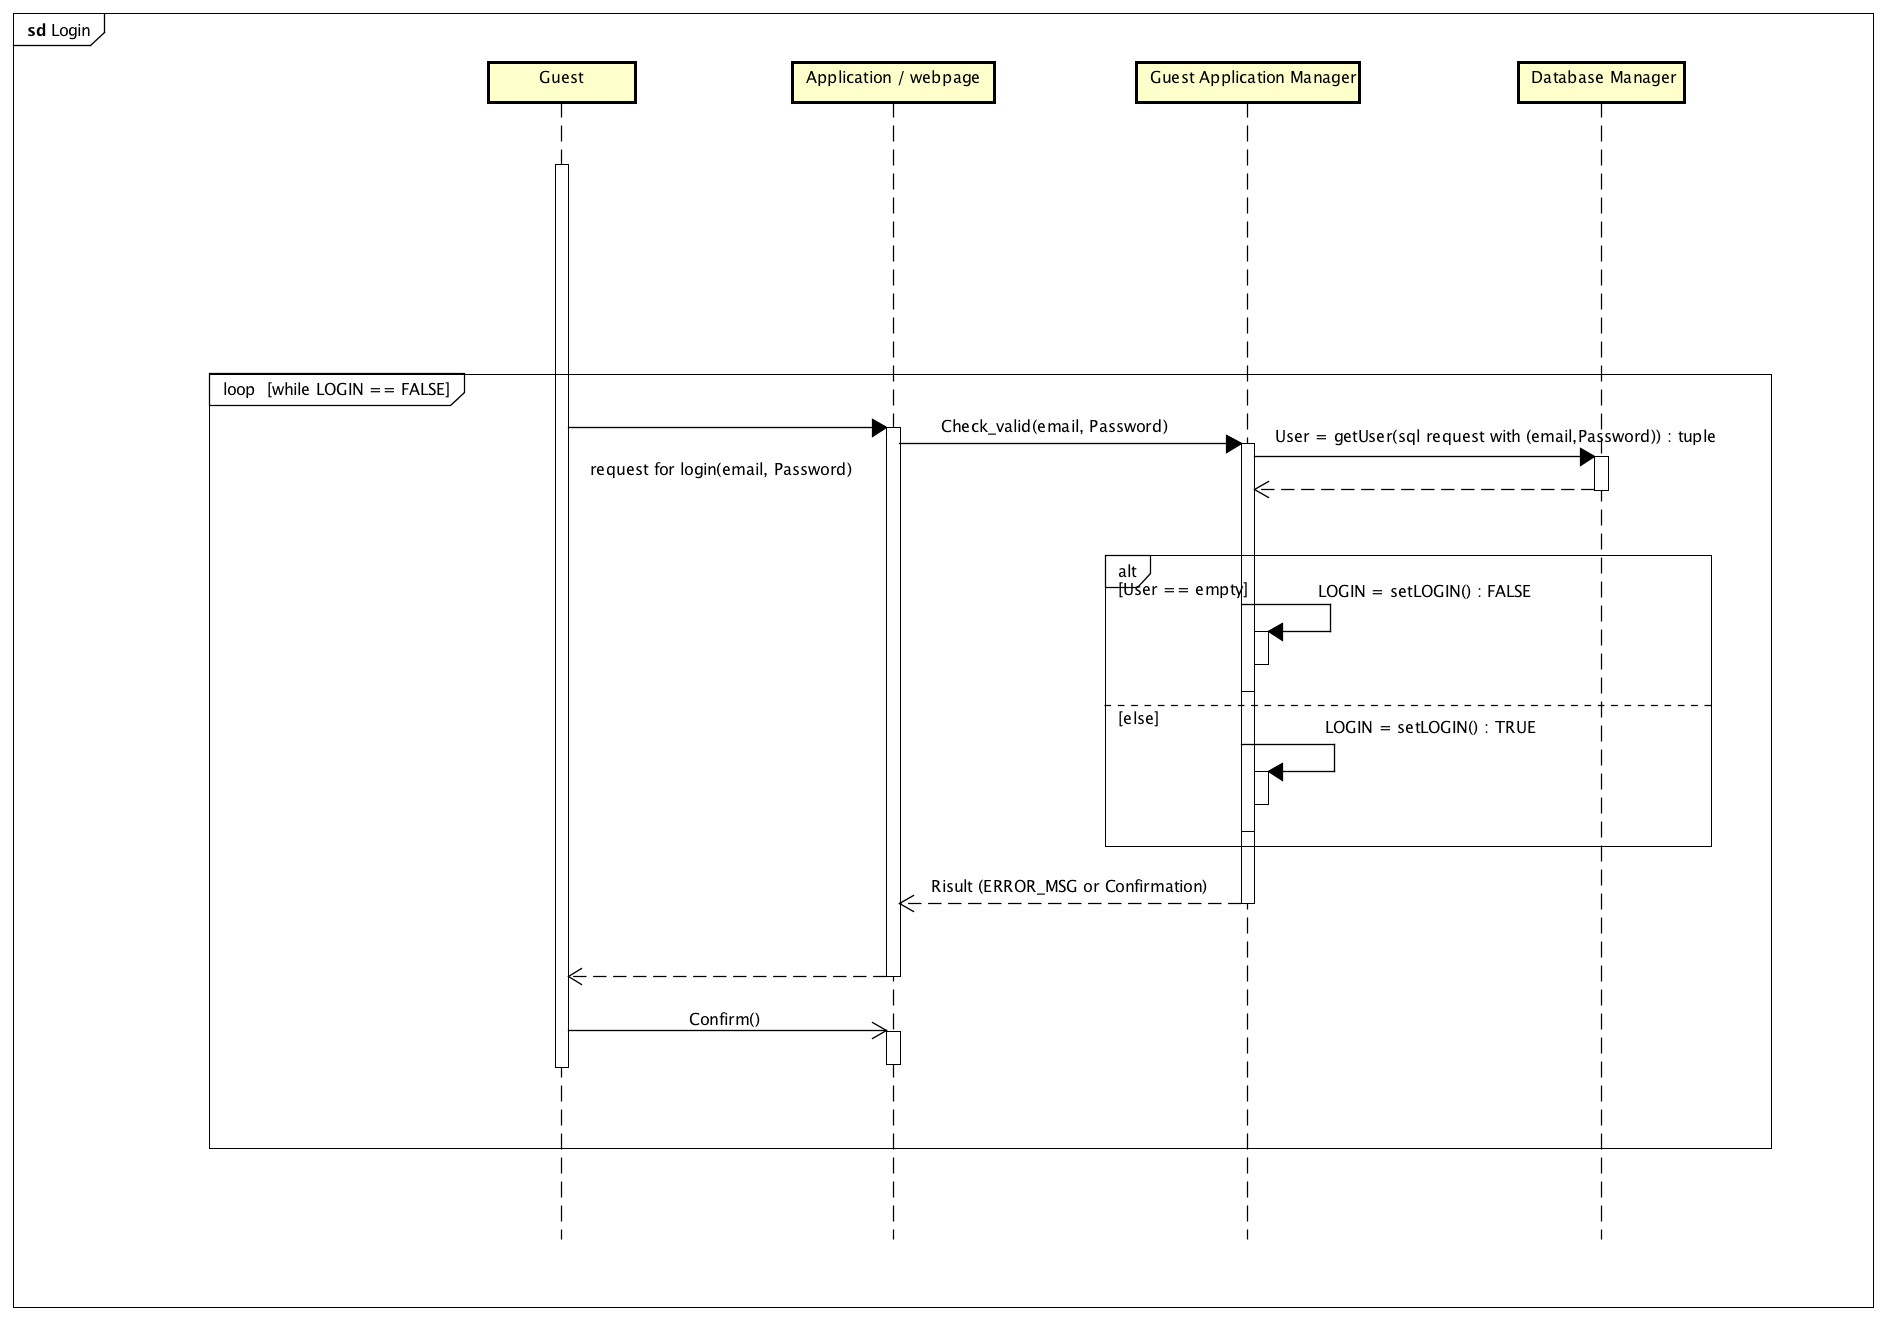 sd Login
Guest
Application / webpage
Guest Application Manager
Database Manager
loop [while LOGIN == FALSE]
Check_valid(email, Password)
User = getUser(sql request with (email,Password)) : tuple
request for login(email, Password)
alt
[User == empty]
LOGIN = setLOGIN() : FALSE
[else]
LOGIN = setLOGIN() : TRUE
Risult (ERROR_MSG or Confirmation)
Confirm()